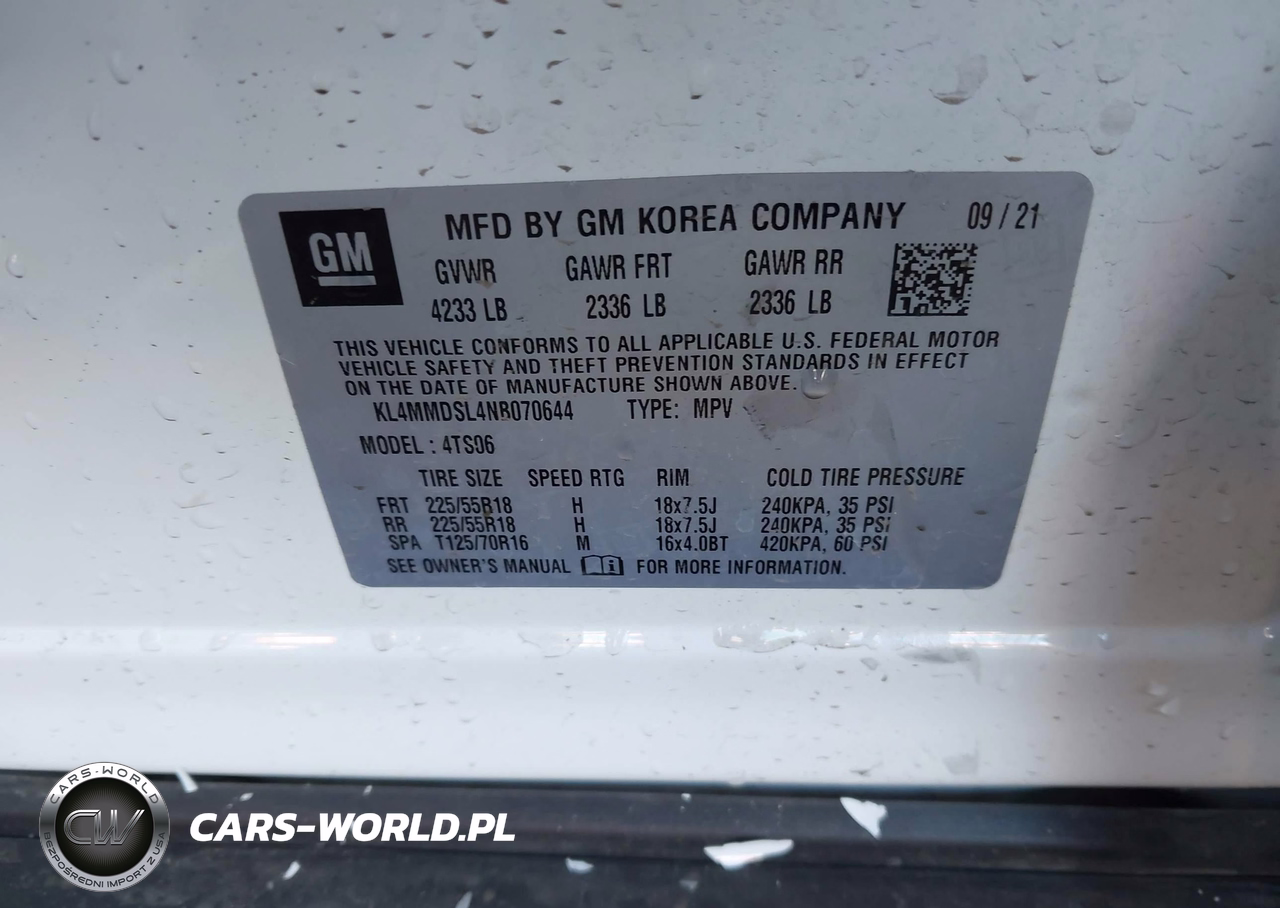 GM
MFD BY GM KOREA COMPANY 09/21
GVWR GAWR FRT GAWR RR
4233 LB 2336 LB 2336 LB
THIS VEHICLE CONFORMS TO ALL APPLICABLE U.S. FEDERAL MOTOR
VEHICLE SAFETY AND THEFT PREVENTION STANDARDS IN EFFECT
ON THE DATE OF MANUFACTURE SHOWN ABOVE.
KL4MMDSL4NB070644 TYPE: MPV
MODEL : 4TS06
TIRE SIZE SPEED RTG RIM COLD TIRE PRESSURE
FRT 225/55R18 H 18x7.5J 240KPA, 35 PSI
RR 225/55R18 H 18x7.5J 240KPA, 35 PSI
SPA T125/70R16 M 16x4.0BT 420KPA, 60 PSI
SEE OWNER'S MANUAL FOR MORE INFORMATION.
CARS-WORLD
CW
BEZPOŚREDNI IMPORT Z USA
CARS-WORLD.PL